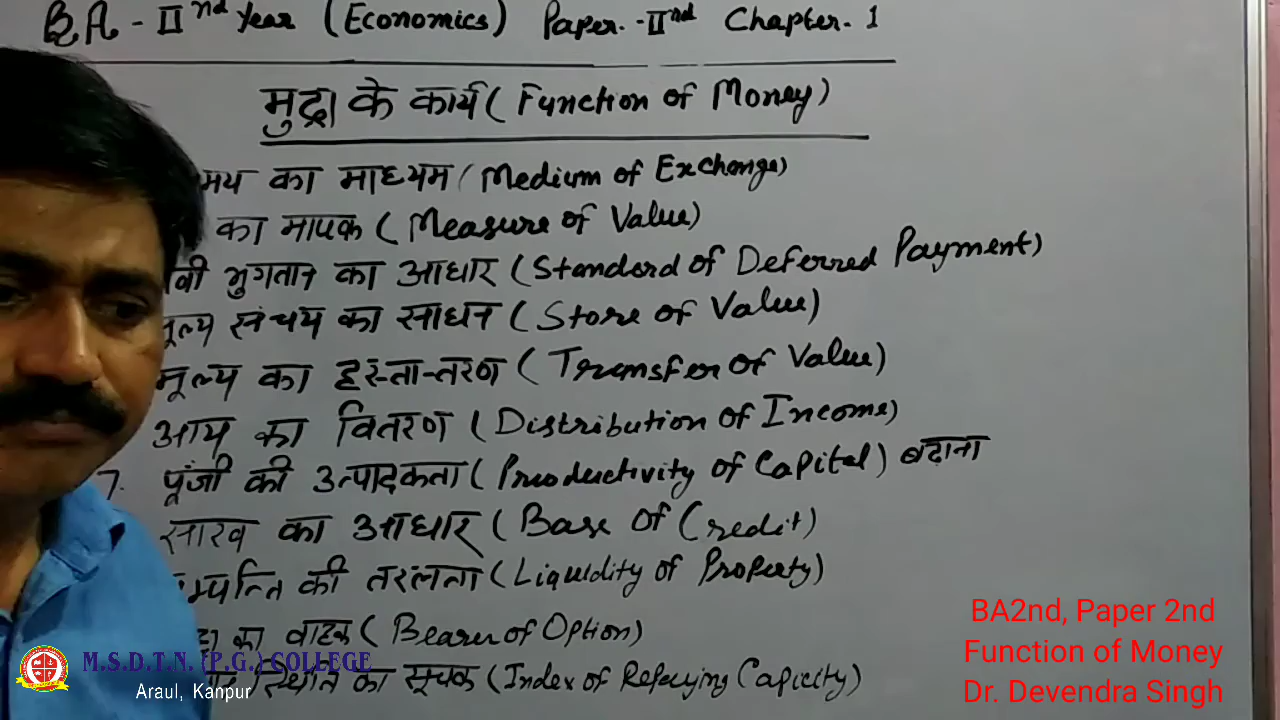 BA - IInd Year (Economics) Paper.-IInd Chapter. 1
मुद्रा के कार्य (Function of Money)
मय का माध्यम (Medium of Exchange)
का मापक (Measure of Value)
भुगतान का आधार (Standard of Deferred Payment)
मूल्य संचय का साधन (Store of Value)
मूल्य का हस्तान्तरण (Transfer of Value)
आय का वितरण (Distribution of Income)
7. पूंजी की उत्पादकता (Productivity of Capital) बढ़ाना
साख का आधार (Base of Credit)
म्पत्ति की तरलता (Liquidity of Property)
का वाहक (Bearer of Option)
का सूचक (Index of Repaying Capicity)
M.S.D.T.N. (P.G.) COLLEGE
Araul, Kanpur
BA2nd, Paper 2nd
Function of Money
Dr. Devendra Singh